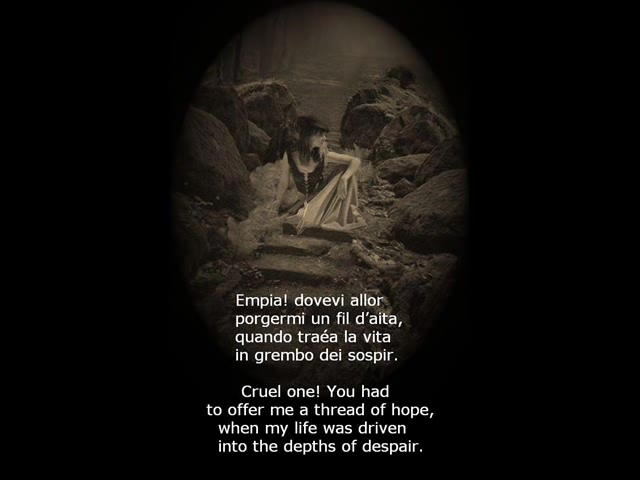 Empia! dovevi allor
porgermi un fil d'aita,
quando traéa la vita
in grembo dei sospir.
Cruel one! You had
to offer me a thread of hope,
when my life was driven
into the depths of despair.